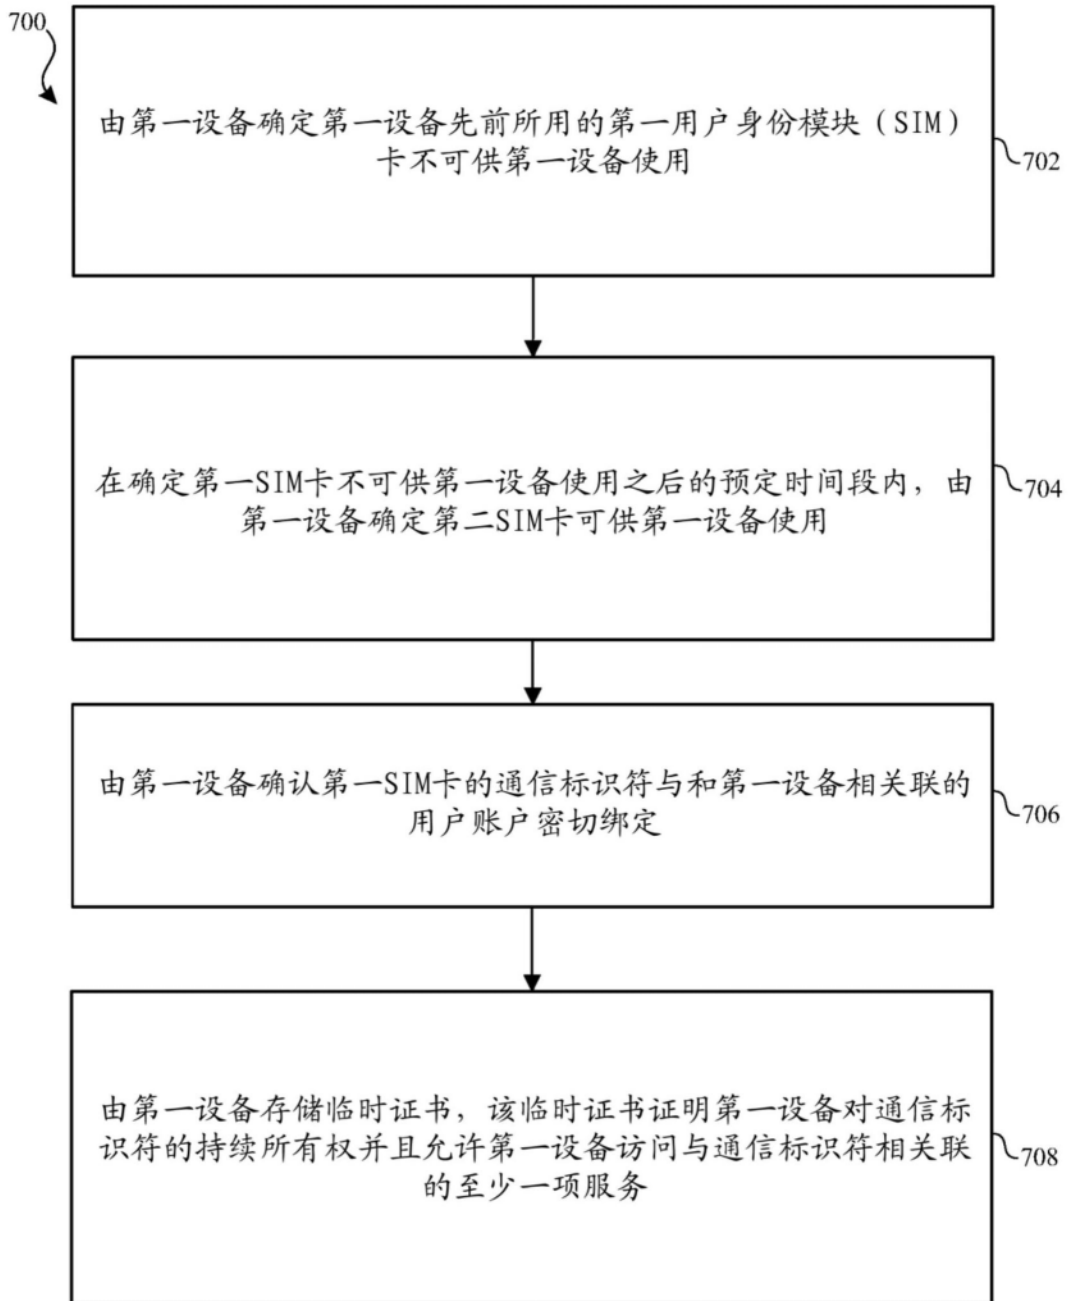 700
由第一设备确定第一设备先前所用的第一用户身份模块（SIM）
卡不可供第一设备使用
702
在确定第一SIM卡不可供第一设备使用之后的预定时间段内，由
第一设备确定第二SIM卡可供第一设备使用
704
由第一设备确认第一SIM卡的通信标识符与和第一设备相关联的
用户账户密切绑定
706
由第一设备存储临时证书，该临时证书证明第一设备对通信标
识符的持续所有权并且允许第一设备访问与通信标识符相关联
的至少一项服务
708